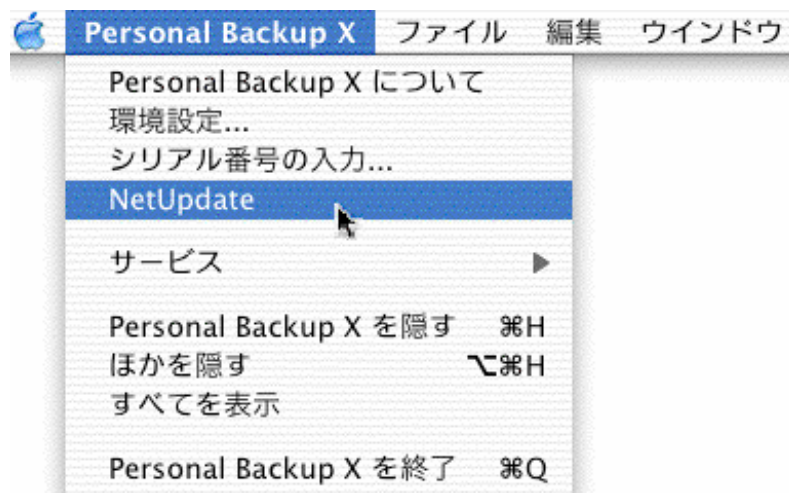 Personal Backup X ファイル 編集 ウインドウ
Personal Backup X について
環境設定...
シリアル番号の入力...
NetUpdate
サービス
Personal Backup X を隠す ⌘H
ほかを隠す ⌥⌘H
すべてを表示
Personal Backup X を終了 ⌘Q